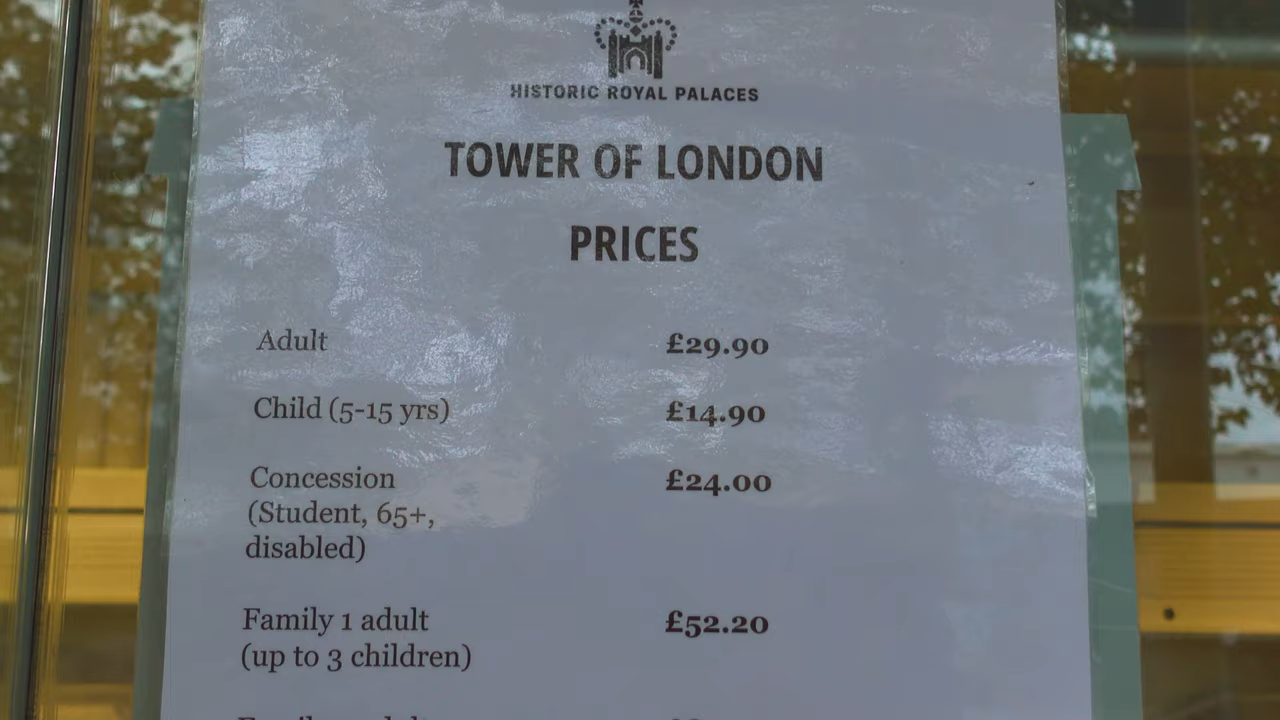 HISTORIC ROYAL PALACES
TOWER OF LONDON
PRICES
Adult £29.90
Child (5-15 yrs) £14.90
Concession £24.00
(Student, 65+,
disabled)
Family 1 adult £52.20
(up to 3 children)